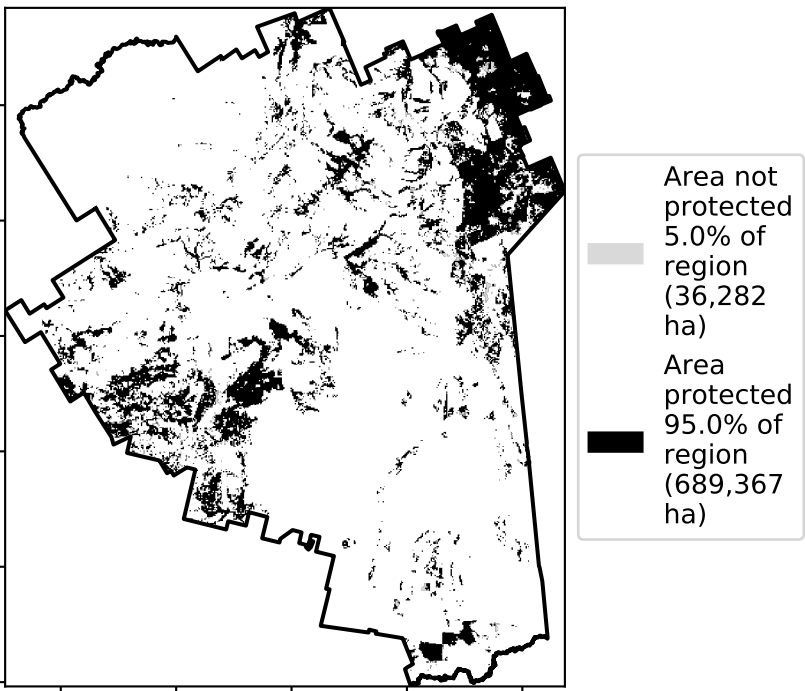 Area not
protected
5.0% of
region
(36,282
ha)
Area
protected
95.0% of
region
(689,367
ha)